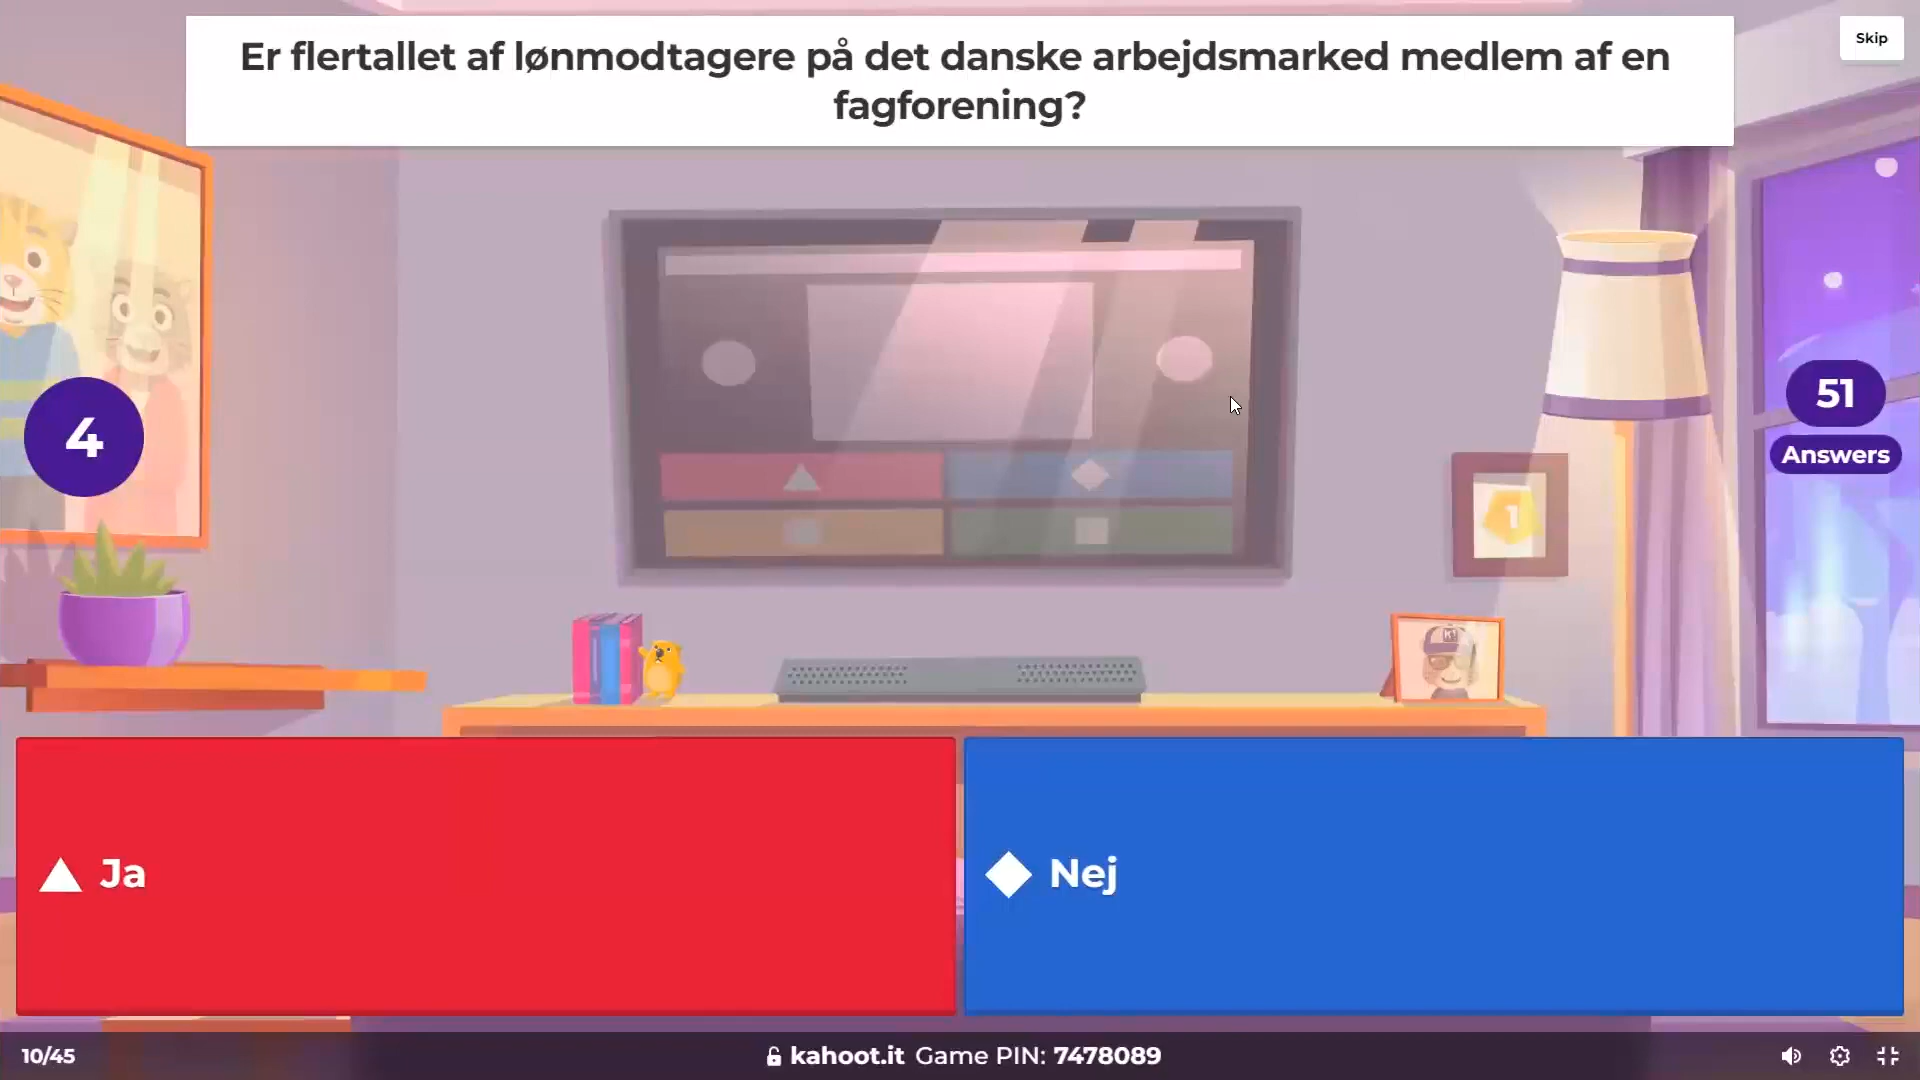 Er flertallet af lønmodtagere på det danske arbejdsmarked medlem af en
fagforening?
Skip
4
51
Answers
1
Ja
Nej
10/45
kahoot.it Game PIN: 7478089